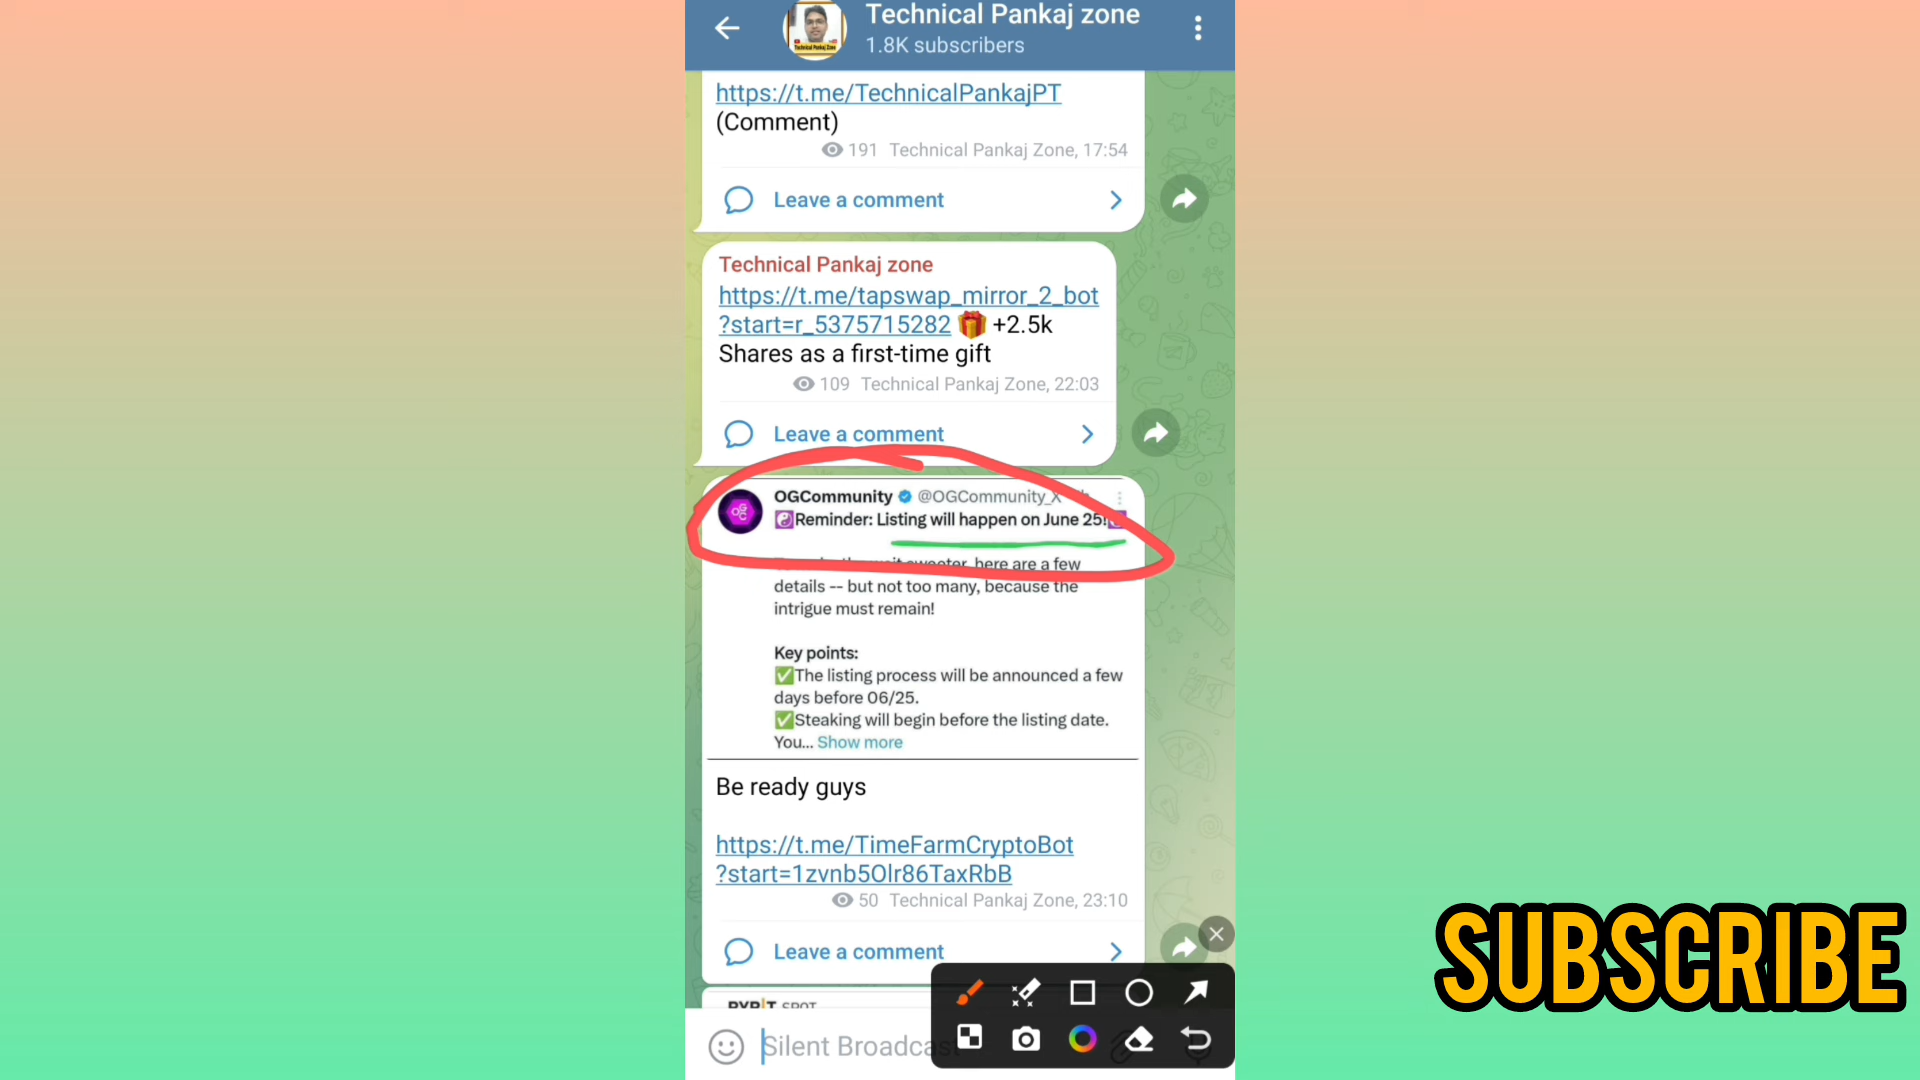 Technical Pankaj zone
1.8K subscribers
https://t.me/TechnicalPankajPT
(Comment)
191 Technical Pankaj Zone, 17:54
Leave a comment
Technical Pankaj zone
https://t.me/tapswap_mirror_2_bot
?start=r_5375715282 🎁 +2.5k
Shares as a first-time gift
109 Technical Pankaj Zone, 22:03
Leave a comment
OGCommunity @OGCommunity_X
☯️Reminder: Listing will happen on June 25!☯️
sweeter, here are a few
details -- but not too many, because the
intrigue must remain!
Key points:
✅The listing process will be announced a few
days before 06/25.
✅Steaking will begin before the listing date.
You... Show more
Be ready guys
https://t.me/TimeFarmCryptoBot
?start=1zvnb5Olr86TaxRbB
50 Technical Pankaj Zone, 23:10
Leave a comment
SPOT
Silent Broadcas
SUBSCRIBE